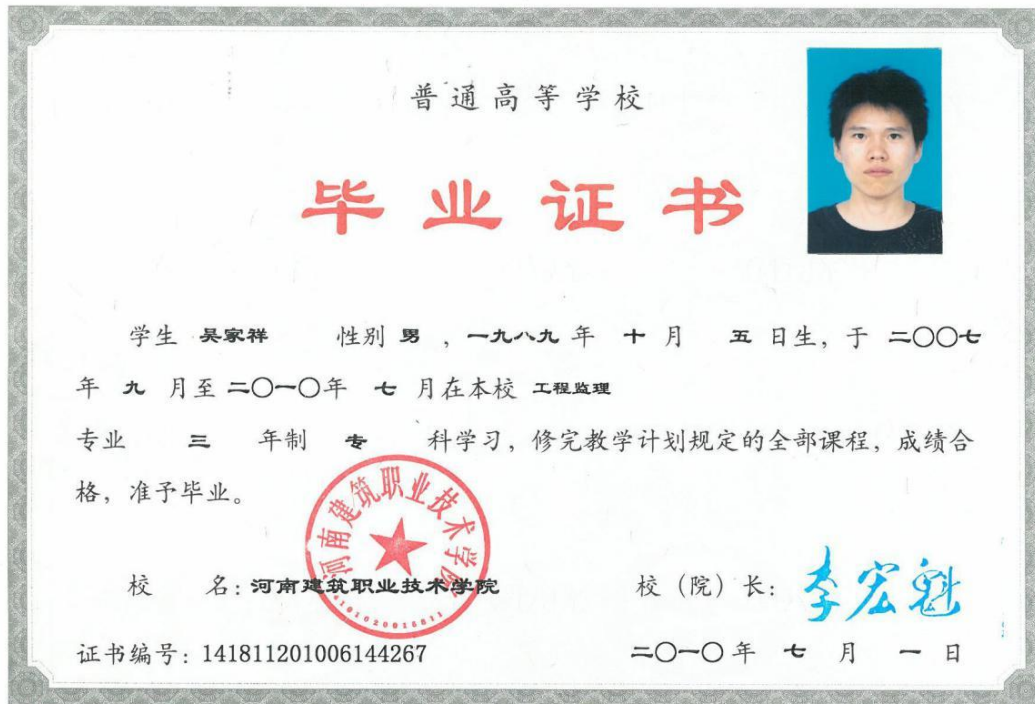 普通高等学校
毕业证书
学生 吴家祥 性别 男 ，一九八九 年 十 月 五 日生，于 二〇〇七
年 九 月至 二〇一〇年 七 月在本校 工程监理
专业 三 年制 专 科学习，修完教学计划规定的全部课程，成绩合
格，准予毕业。
河南建筑职业技术学院
校 名：河南建筑职业技术学院 校（院）长：李宏魁
证书编号：141811201006144267 二〇一〇 年 七 月 一 日